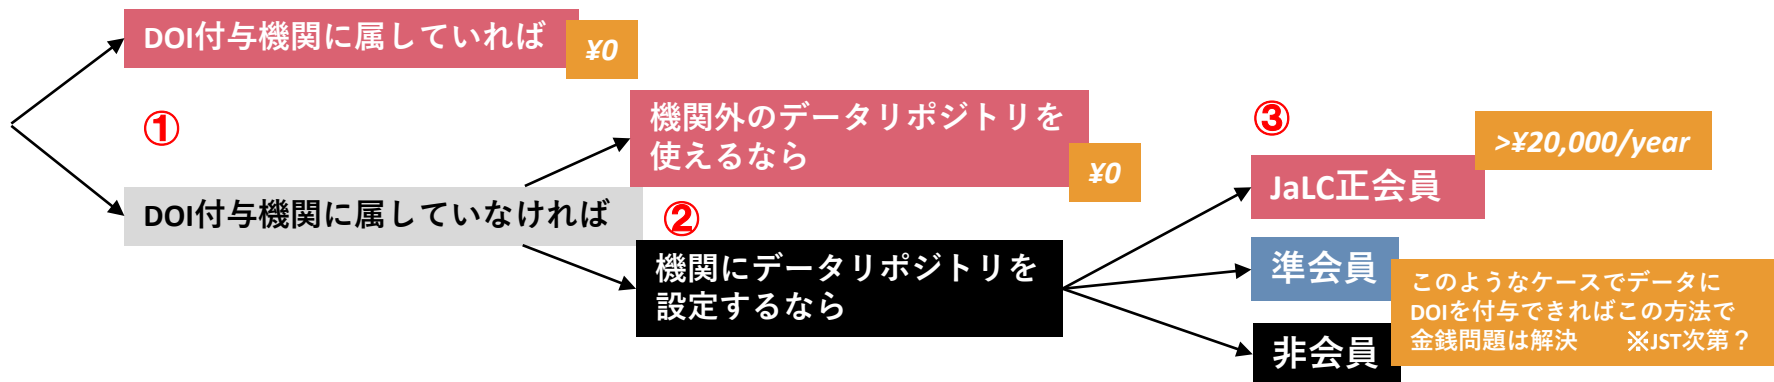 DOI付与機関に属していれば
¥0
①
DOI付与機関に属していなければ
機関外のデータリポジトリを
使えるなら
¥0
②
機関にデータリポジトリを
設定するなら
③
>¥20,000/year
JaLC正会員
準会員
このようなケースでデータに
DOIを付与できればこの方法で
金銭問題は解決 ※JST次第？
非会員